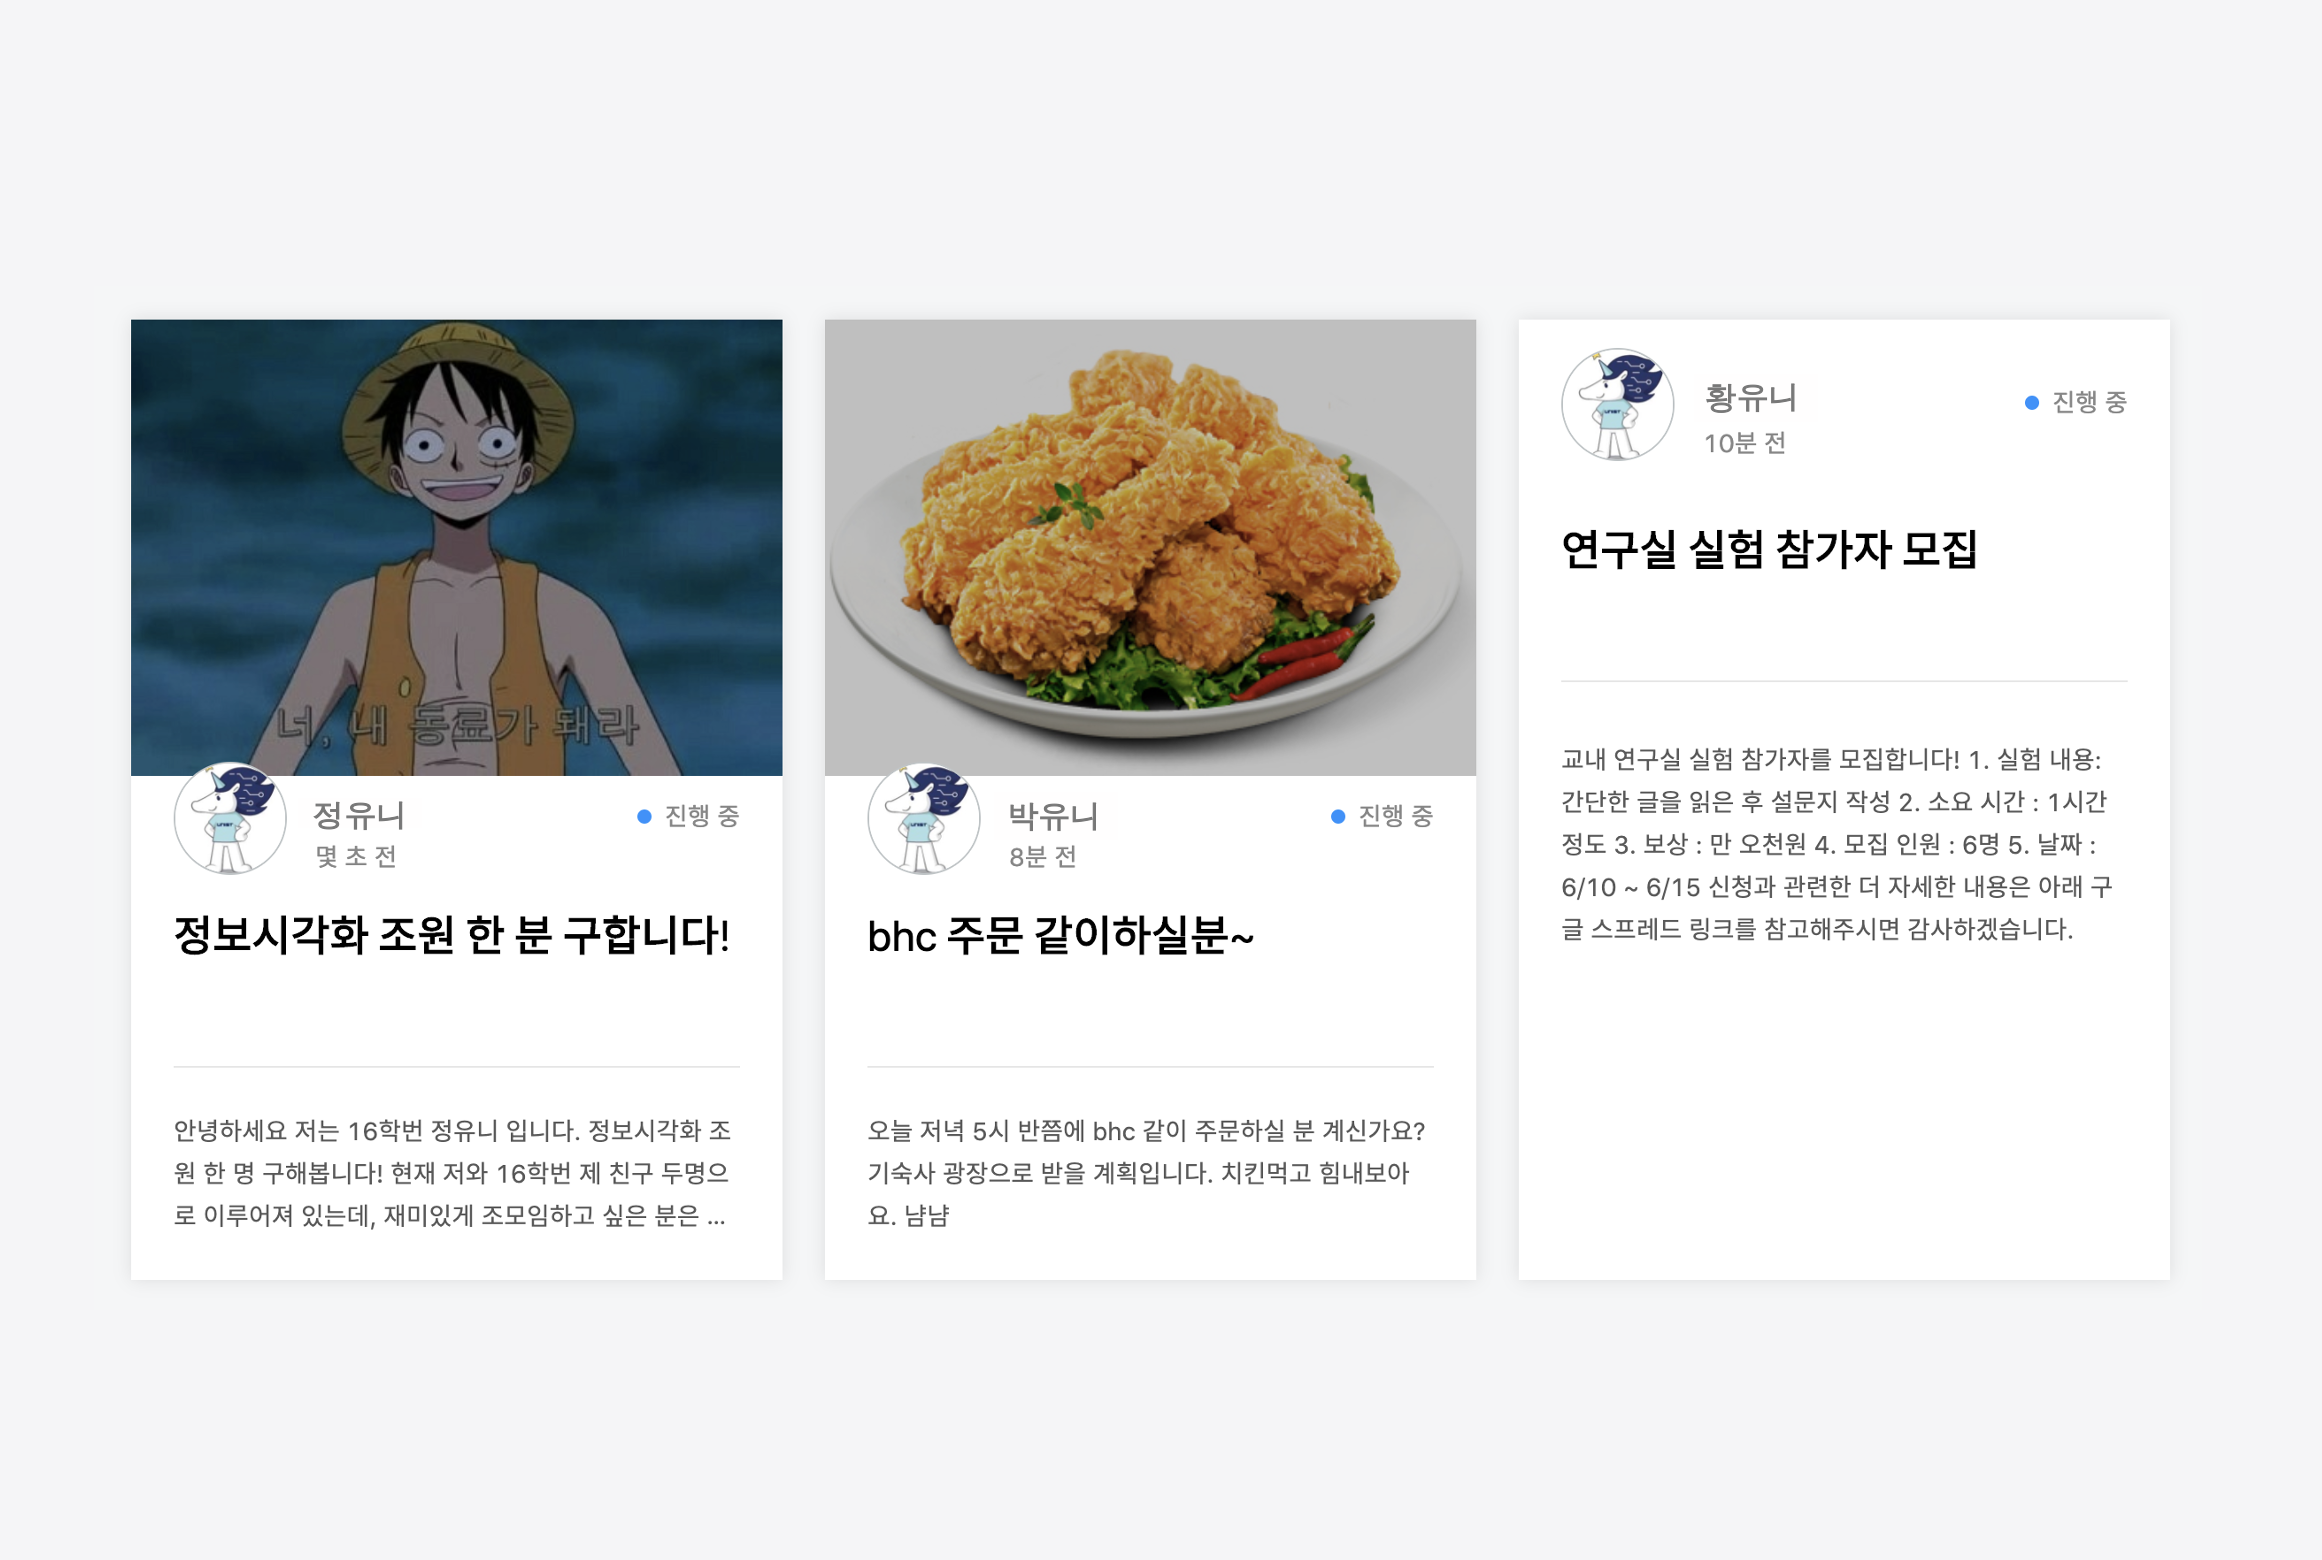 너, 내 동료가 돼라
정유니
진행 중
몇 초 전
정보시각화 조원 한 분 구합니다!
안녕하세요 저는 16학번 정유니 입니다. 정보시각화 조
원 한 명 구해봅니다! 현재 저와 16학번 제 친구 두명으
로 이루어져 있는데, 재미있게 조모임하고 싶은 분은 ...
박유니
진행 중
8분 전
bhc 주문 같이하실분~
오늘 저녁 5시 반쯤에 bhc 같이 주문하실 분 계신가요?
기숙사 광장으로 받을 계획입니다. 치킨먹고 힘내보아
요. 냠냠
황유니
진행 중
10분 전
연구실 실험 참가자 모집
교내 연구실 실험 참가자를 모집합니다! 1. 실험 내용:
간단한 글을 읽은 후 설문지 작성 2. 소요 시간 : 1시간
정도 3. 보상 : 만 오천원 4. 모집 인원 : 6명 5. 날짜 :
6/10 ~ 6/15 신청과 관련한 더 자세한 내용은 아래 구
글 스프레드 링크를 참고해주시면 감사하겠습니다.